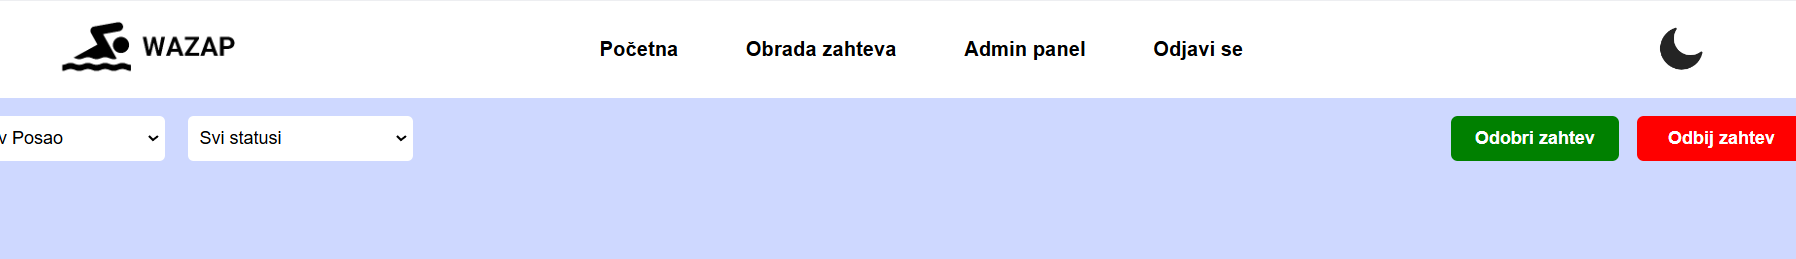 WAZAP Početna Obrada zahteva Admin panel Odjavi se
v Posao Svi statusi Odobri zahtev Odbij zahtev